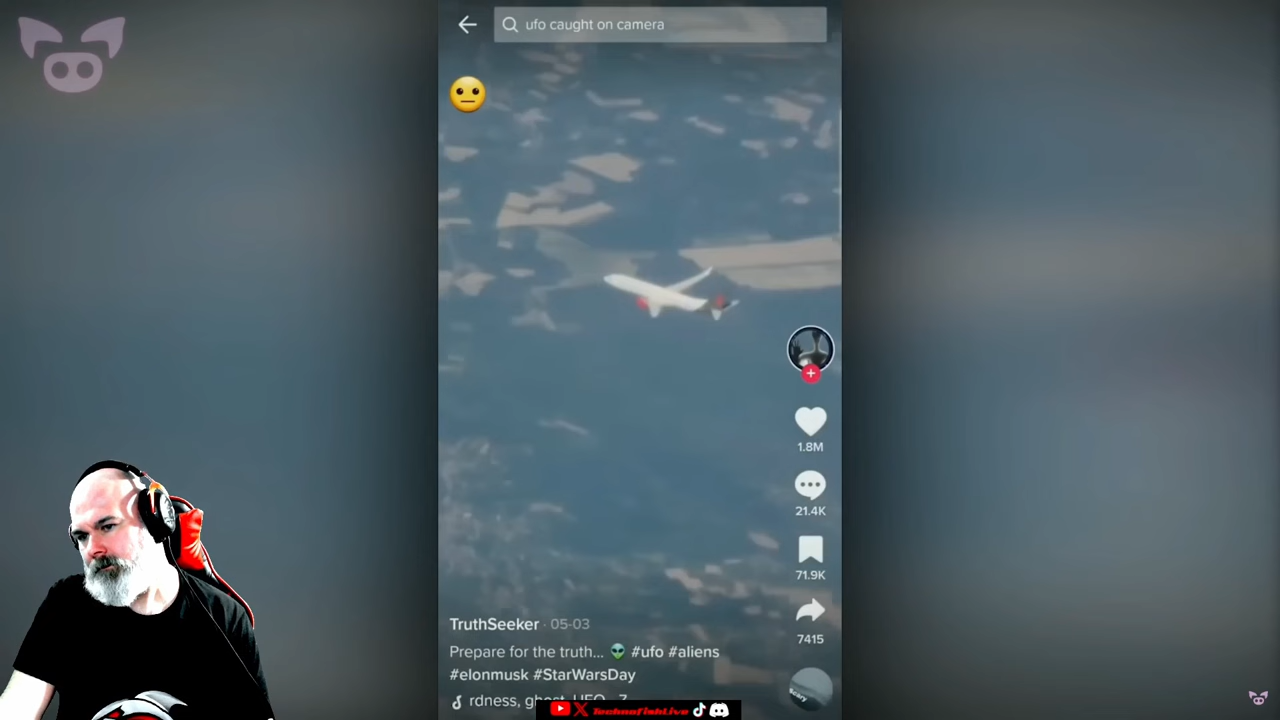 ufo caught on camera
1.8M
21.4K
71.9K
7415
TruthSeeker · 05-03
Prepare for the truth... 👽 #ufo #aliens
#elonmusk #StarWarsDay
rdness, ghost, UFO
TechnoFinkLive